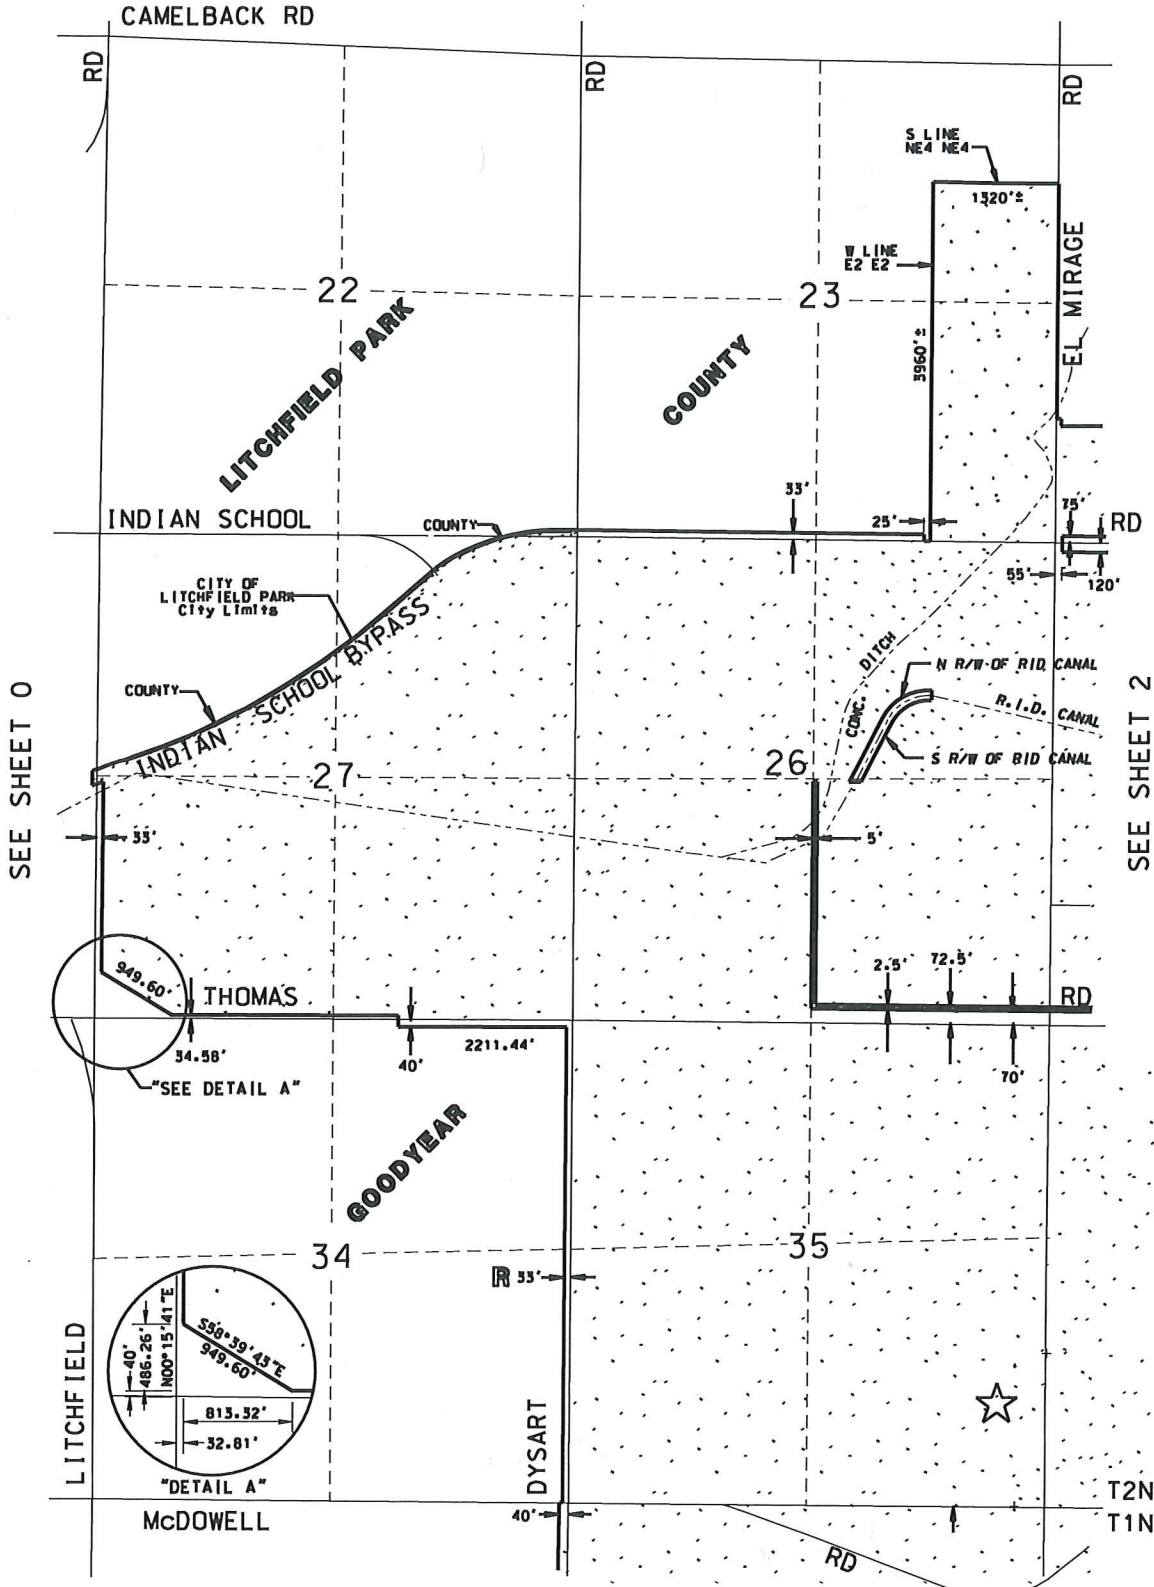 CAMELBACK RD
RD
RD
RD
S LINE
NE4 NE4
1320'±
W LINE
E2 E2
22
23
EL MIRAGE
LITCHFIELD PARK
COUNTY
3960'±
33'
25'
75'
INDIAN SCHOOL
COUNTY
RD
55'
120'
CITY OF
LITCHFIELD PARK
City Limits
INDIAN SCHOOL BYPASS
COUNTY
CONC. DITCH
N R/W OF RID CANAL
R.I.D. CANAL
S R/W OF RID CANAL
SEE SHEET 0
SEE SHEET 2
27
26
33'
5'
949.60'
THOMAS
2.5'
72.5'
RD
34.58'
40'
2211.44'
70'
"SEE DETAIL A"
GOODYEAR
34
35
R 33'
LITCHFIELD
40'
486.26'
N00°15'41"E
S58°39'43"E
949.60'
813.32'
32.81'
"DETAIL A"
DYSART
McDOWELL
40'
RD
T2N
T1N